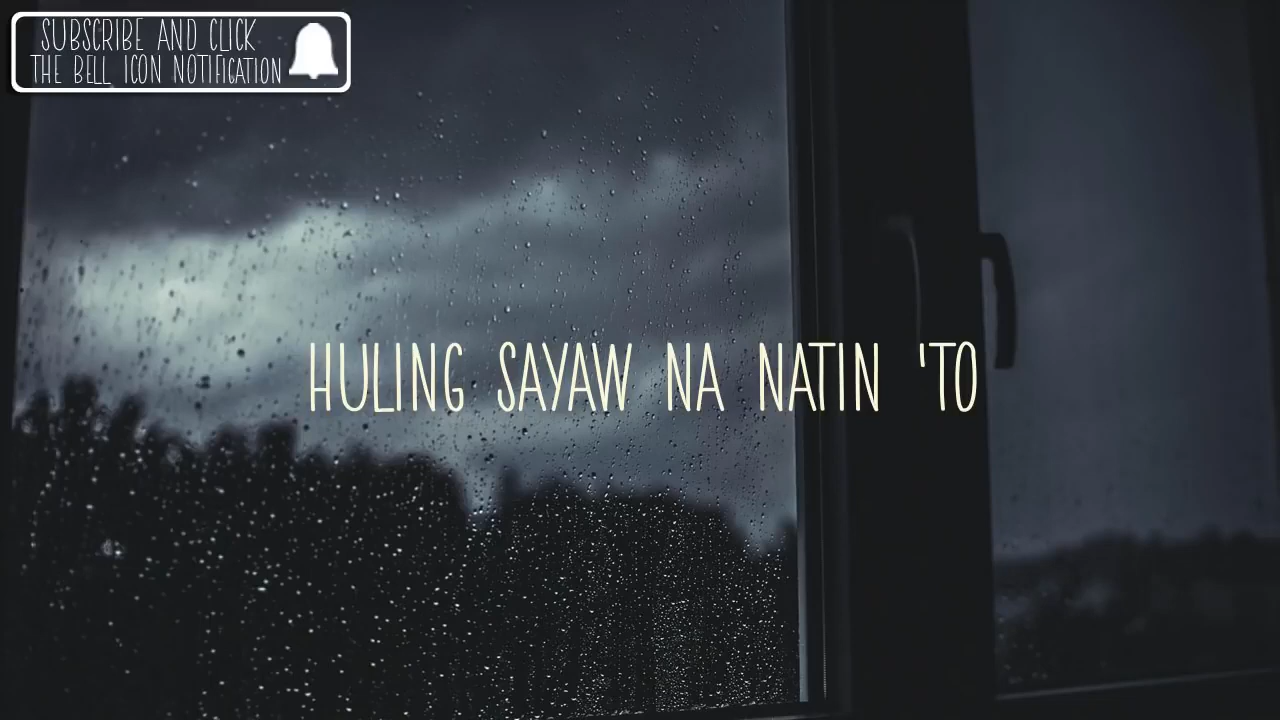 SUBSCRIBE AND CLICK
THE BELL ICON NOTIFICATION
HULING SAYAW NA NATIN 'TO